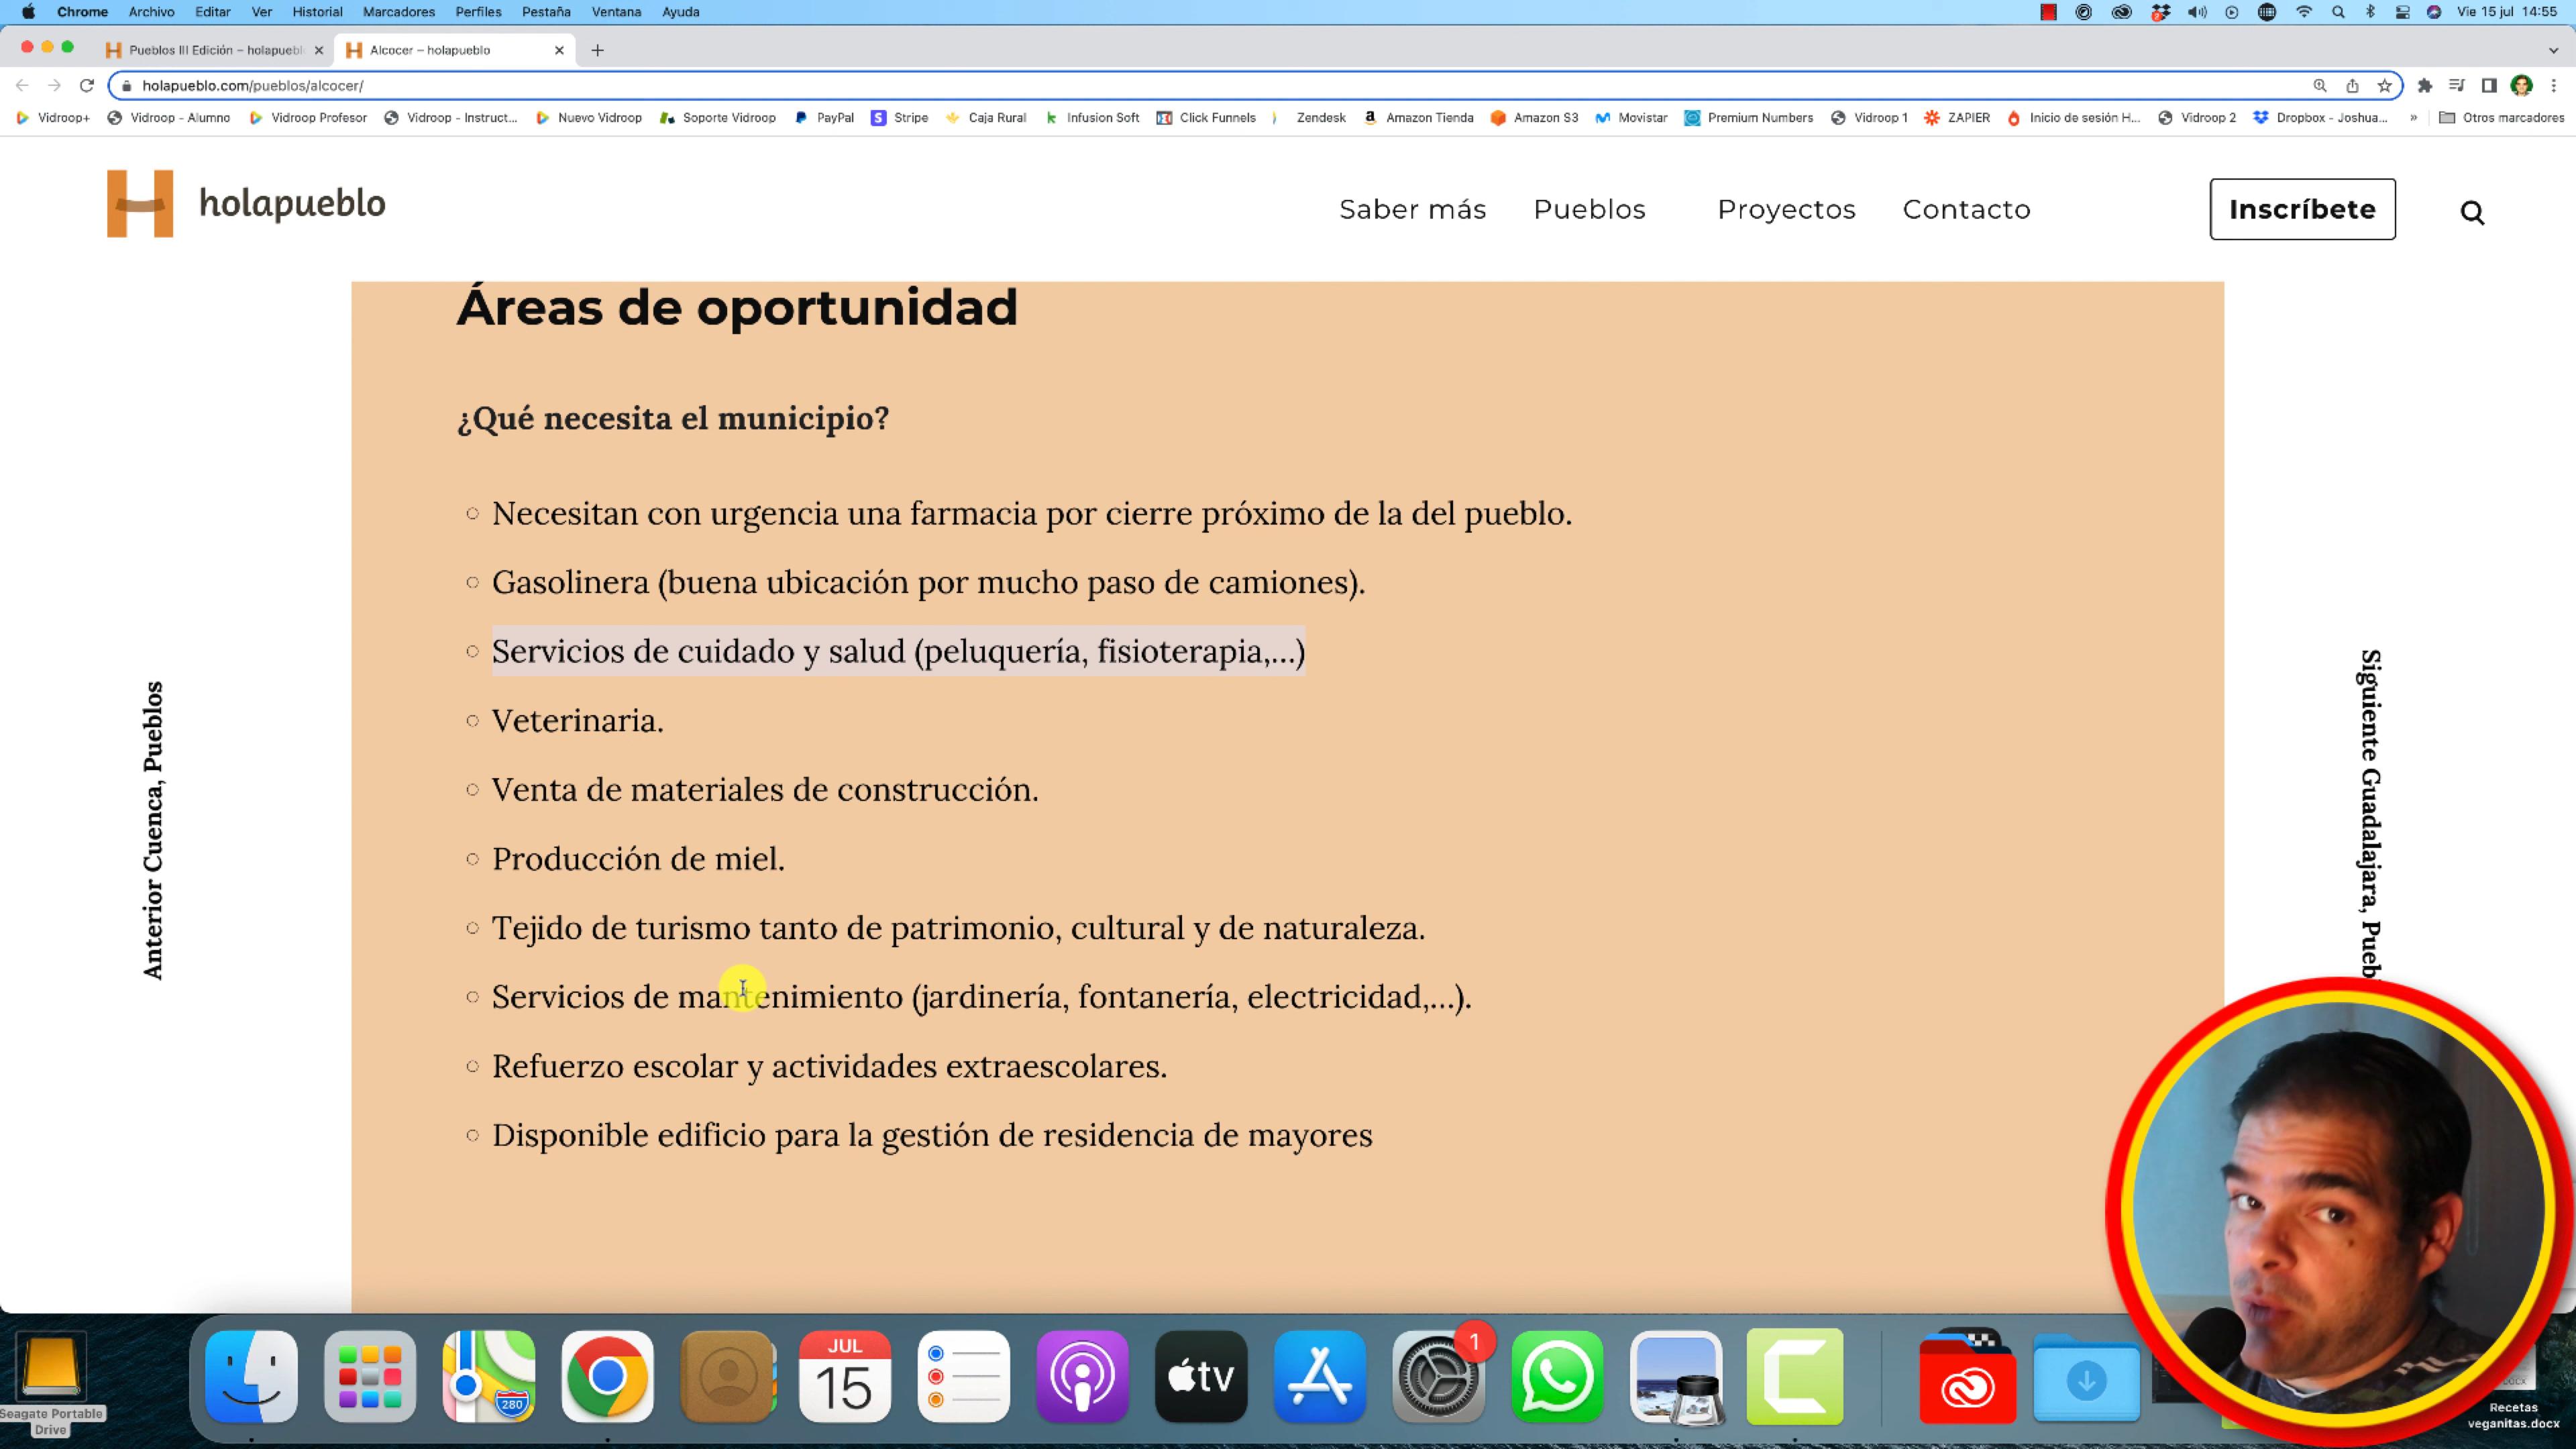 Chrome Archivo Editar Ver Historial Marcadores Perfiles Pestaña Ventana Ayuda Vie 15 jul 14:55
Pueblos III Edición – holapuebl
Alcocer – holapueblo
holapueblo.com/pueblos/alcocer/
Vidroop+ Vidroop - Alumno Vidroop Profesor Vidroop - Instruct... Nuevo Vidroop Soporte Vidroop PayPal Stripe Caja Rural Infusion Soft Click Funnels Zendesk Amazon Tienda Amazon S3 Movistar Premium Numbers Vidroop 1 ZAPIER Inicio de sesión H... Vidroop 2 Dropbox - Joshua... » Otros marcadores
holapueblo
Saber más Pueblos Proyectos Contacto Inscríbete
Áreas de oportunidad
¿Qué necesita el municipio?
Necesitan con urgencia una farmacia por cierre próximo de la del pueblo.
Gasolinera (buena ubicación por mucho paso de camiones).
Servicios de cuidado y salud (peluquería, fisioterapia,...)
Veterinaria.
Venta de materiales de construcción.
Producción de miel.
Tejido de turismo tanto de patrimonio, cultural y de naturaleza.
Servicios de mantenimiento (jardinería, fontanería, electricidad,...).
Refuerzo escolar y actividades extraescolares.
Disponible edificio para la gestión de residencia de mayores
Anterior Cuenca, Pueblos
Siguiente Guadalajara, Pueb
Seagate Portable
Drive
280
JUL
15
tv
1
Recetas
veganitas.docx